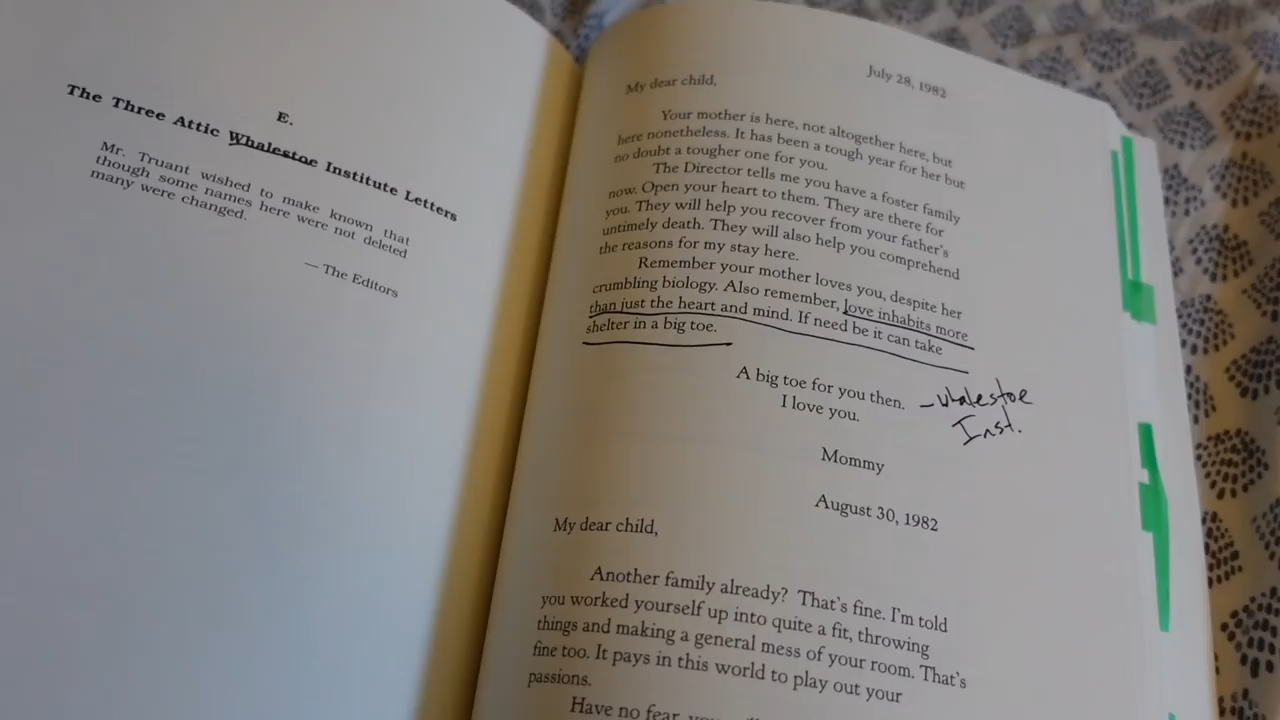 E.
The Three Attic Whalestoe Institute Letters
Mr. Truant wished to make known that
though some names here were not deleted
many were changed.
— The Editors
July 28, 1982
My dear child,
Your mother is here, not altogether here, but
here nonetheless. It has been a tough year for her but
no doubt a tougher one for you.
The Director tells me you have a foster family
now. Open your heart to them. They are there for
you. They will help you recover from your father's
untimely death. They will also help you comprehend
the reasons for my stay here.
Remember your mother loves you, despite her
crumbling biology. Also remember, love inhabits more
than just the heart and mind. If need be it can take
shelter in a big toe.
A big toe for you then.
I love you.
– Whalestoe
Inst.
Mommy
August 30, 1982
My dear child,
Another family already? That's fine. I'm told
you worked yourself up into quite a fit, throwing
things and making a general mess of your room. That's
fine too. It pays in this world to play out your
passions.
Have no fear,